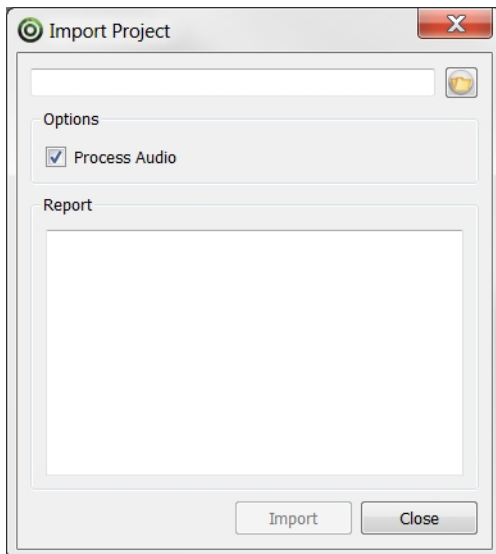 Import Project
Options
Process Audio
Report
Import
Close